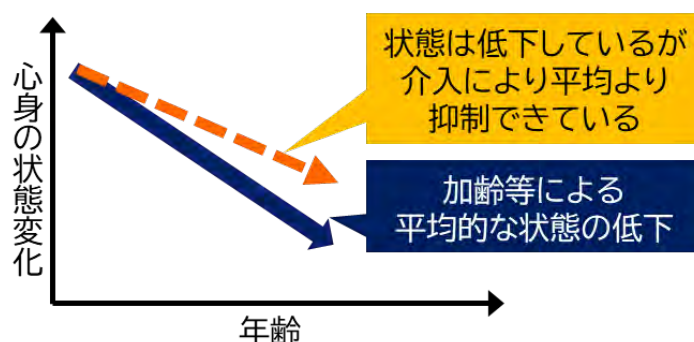 状態は低下しているが
介入により平均より
抑制できている
心身の状態変化
加齢等による
平均的な状態の低下
年齢